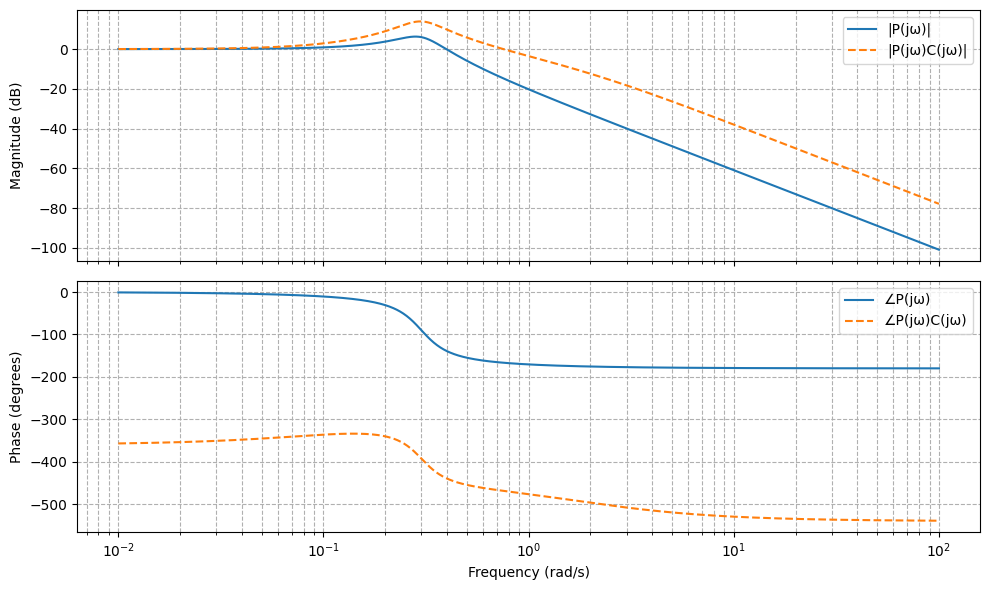 |P(jω)|
|P(jω)C(jω)|
Magnitude (dB)
0
−20
−40
−60
−80
−100
∠P(jω)
∠P(jω)C(jω)
Phase (degrees)
0
−100
−200
−300
−400
−500
10⁻² 10⁻¹ 10⁰ 10¹ 10²
Frequency (rad/s)